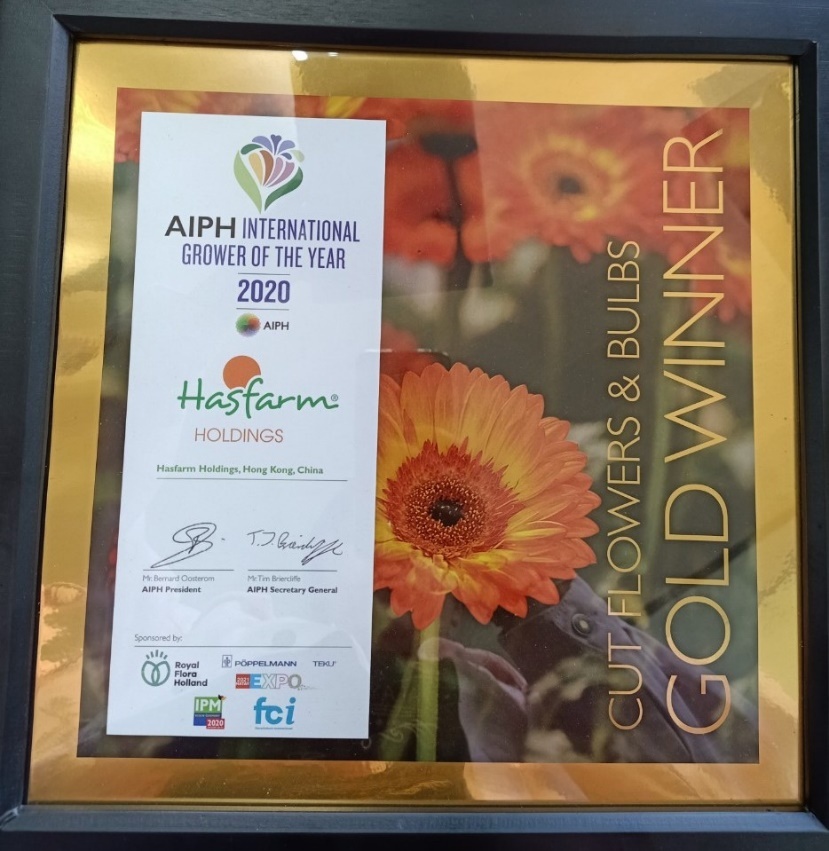 AIPH INTERNATIONAL
GROWER OF THE YEAR
2020
AIPH
Hasfarm®
HOLDINGS
Hasfarm Holdings, Hong Kong, China
Mr. Bernard Oosterom
AIPH President
Mr. Tim Briercliffe
AIPH Secretary General
Sponsored by:
Royal
Flora
Holland
PÖPPELMANN TEKU®
2021 EXPO
IPM
2020
fci
CUT FLOWERS & BULBS
GOLD WINNER